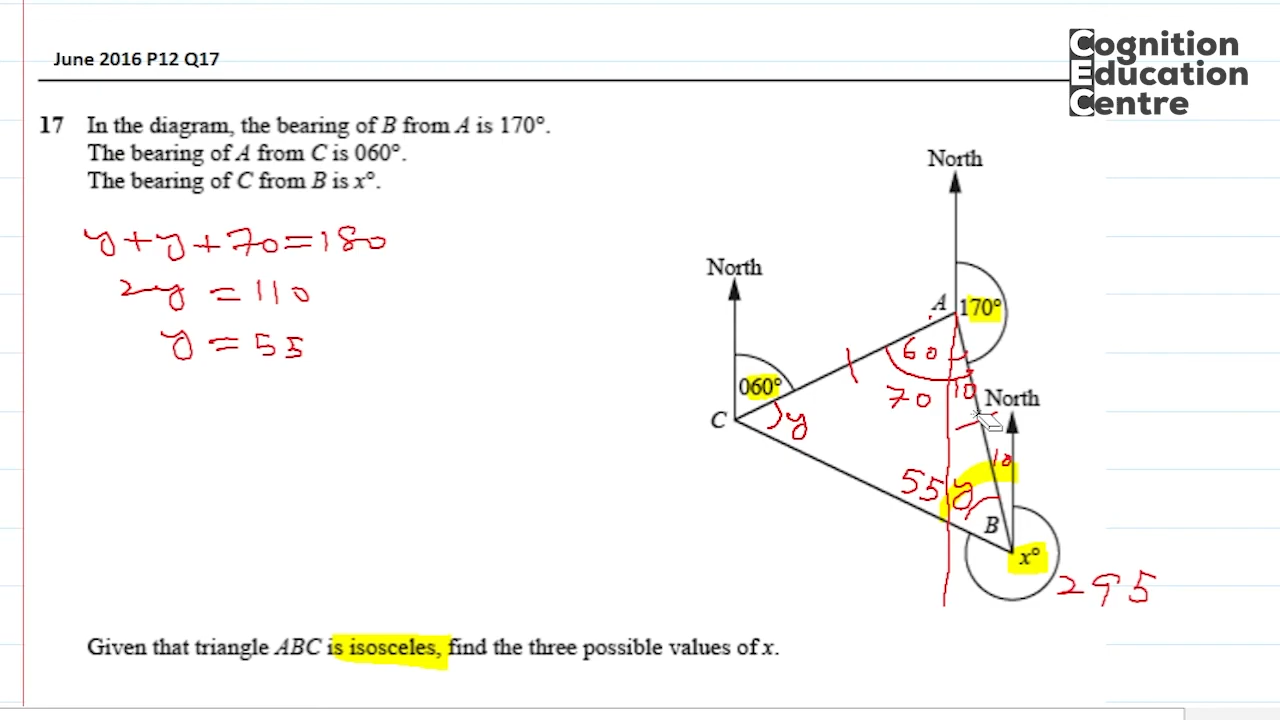 Cognition
Education
Centre
June 2016 P12 Q17
17 In the diagram, the bearing of B from A is 170°.
The bearing of A from C is 060°.
The bearing of C from B is x°.
y + y + 70 = 180
2y = 110
y = 55
North
North
A 170°
60
060°
70 10
North
C
y
10
55 y
B
x°
295
Given that triangle ABC is isosceles, find the three possible values of x.